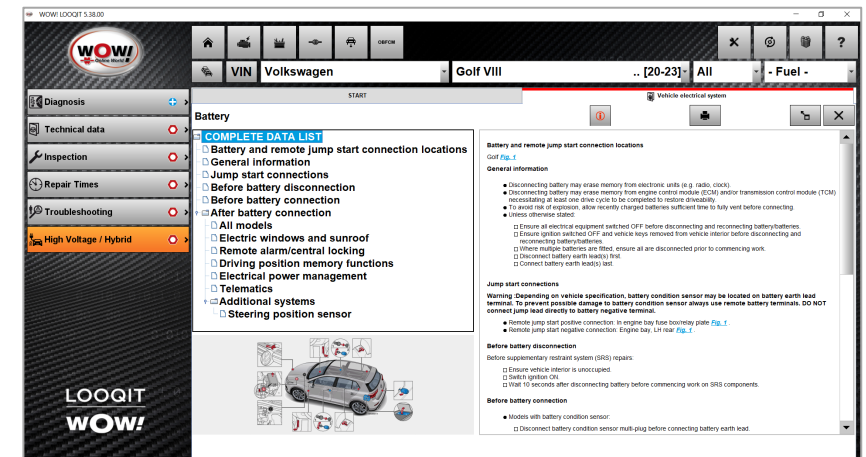 WOW! LOOQIT 5.38.00
WOW!
Online World
OBFCM
?
VIN Volkswagen Golf VIII .. [20-23] All - Fuel -
START Vehicle electrical system
Diagnosis
Technical data
Inspection
Repair Times
Troubleshooting
High Voltage / Hybrid
LOOQIT
WOW!
Battery
COMPLETE DATA LIST
Battery and remote jump start connection locations
General information
Jump start connections
Before battery disconnection
Before battery connection
After battery connection
All models
Electric windows and sunroof
Remote alarm/central locking
Driving position memory functions
Electrical power management
Telematics
Additional systems
Steering position sensor
Battery and remote jump start connection locations
Golf Fig. 1
General information
Disconnecting battery may erase memory from electronic units (e.g. radio, clock).
Disconnecting battery may erase memory from engine control module (ECM) and/or transmission control module (TCM)
necessitating at least one drive cycle to be completed to restore driveability.
To avoid risk of explosion, allow recently charged batteries sufficient time to fully vent before connecting.
Unless otherwise stated:
Ensure all electrical equipment switched OFF before disconnecting and reconnecting battery/batteries.
Ensure ignition switched OFF and vehicle keys removed from vehicle interior before disconnecting and
reconnecting battery/batteries.
Where multiple batteries are fitted, ensure all are disconnected prior to commencing work.
Disconnect battery earth lead(s) first.
Connect battery earth lead(s) last.
Jump start connections
Warning :Depending on vehicle specification, battery condition sensor may be located on battery earth lead
terminal. To prevent possible damage to battery condition sensor always use remote battery terminals. DO NOT
connect jump lead directly to battery negative terminal.
Remote jump start positive connection: In engine bay fuse box/relay plate Fig. 1 .
Remote jump start negative connection: Engine bay, LH rear Fig. 1 .
Before battery disconnection
Before supplementary restraint system (SRS) repairs:
Ensure vehicle interior is unoccupied.
Switch ignition ON.
Wait 10 seconds after disconnecting battery before commencing work on SRS components.
Before battery connection
Models with battery condition sensor:
Disconnect battery condition sensor multi-plug before connecting battery earth lead.